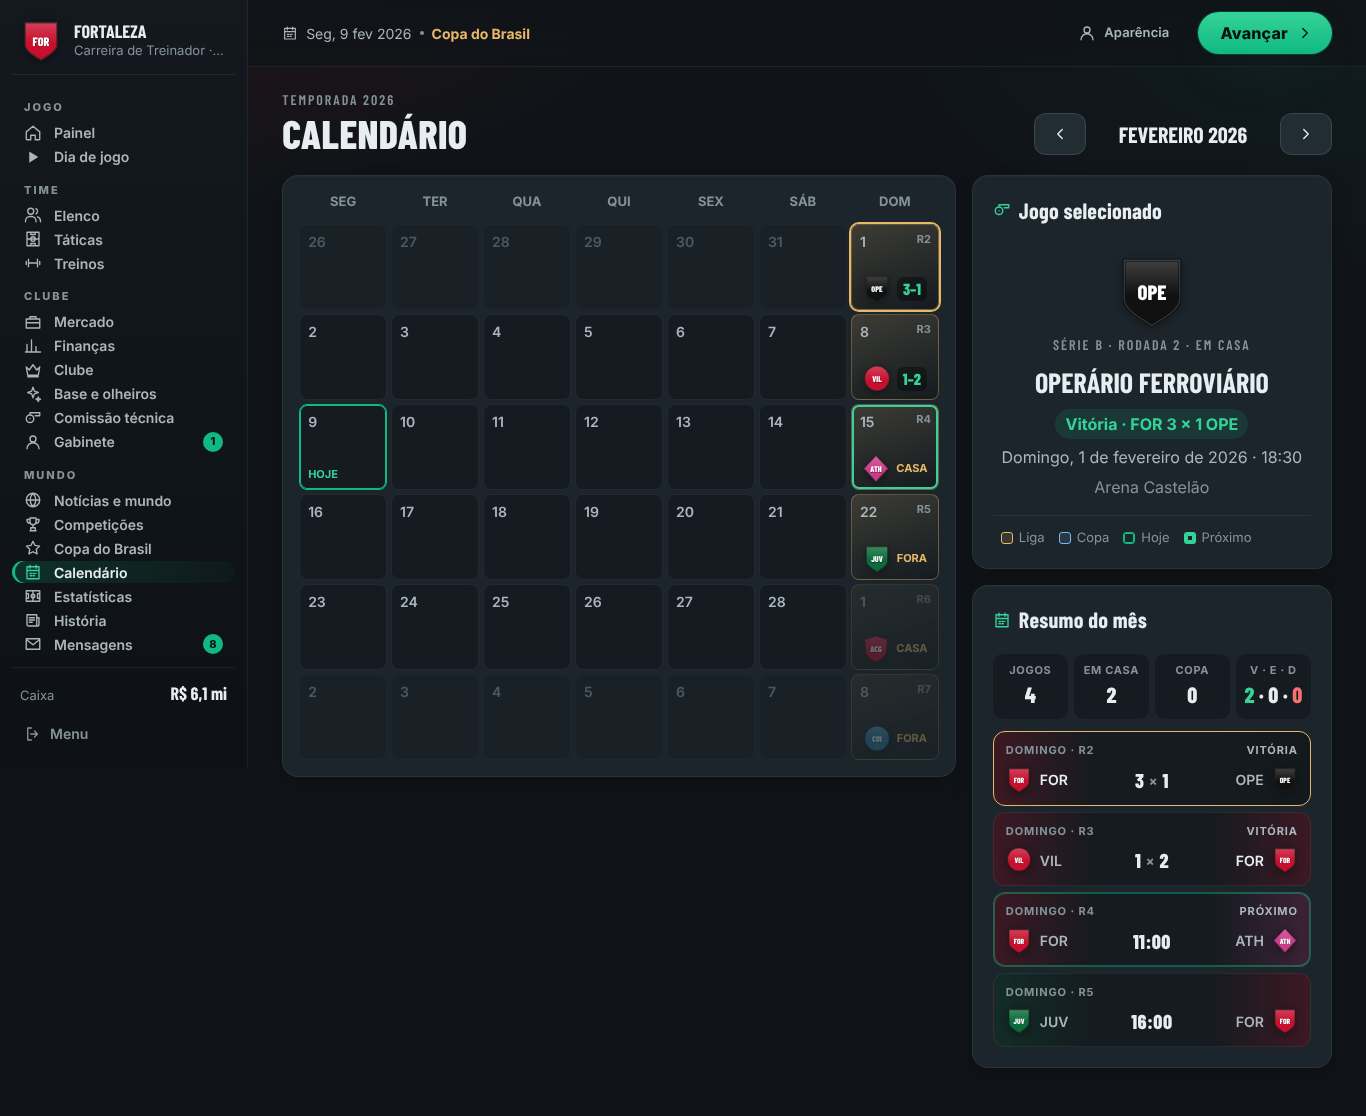 FOR
FORTALEZA
Carreira de Treinador ·...
JOGO
Painel
Dia de jogo
TIME
Elenco
Táticas
Treinos
CLUBE
Mercado
Finanças
Clube
Base e olheiros
Comissão técnica
Gabinete 1
MUNDO
Notícias e mundo
Competições
Copa do Brasil
Calendário
Estatísticas
História
Mensagens 8
Caixa R$ 6,1 mi
Menu
Seg, 9 fev 2026 • Copa do Brasil
Aparência
Avançar
TEMPORADA 2026
CALENDÁRIO
FEVEREIRO 2026
SEG TER QUA QUI SEX SÁB DOM
26 27 28 29 30 31 1 R2
OPE 3-1
2 3 4 5 6 7 8 R3
VIL 1-2
9 10 11 12 13 14 15 R4
HOJE ATH CASA
16 17 18 19 20 21 22 R5
JUV FORA
23 24 25 26 27 28 1 R6
ACG CASA
2 3 4 5 6 7 8 R7
FORA
Jogo selecionado
OPE
SÉRIE B · RODADA 2 · EM CASA
OPERÁRIO FERROVIÁRIO
Vitória · FOR 3 × 1 OPE
Domingo, 1 de fevereiro de 2026 · 18:30
Arena Castelão
Liga Copa Hoje Próximo
Resumo do mês
JOGOS EM CASA COPA V · E · D
4 2 0 2 · 0 · 0
DOMINGO · R2 VITÓRIA
FOR FOR 3 × 1 OPE OPE
DOMINGO · R3 VITÓRIA
VIL VIL 1 × 2 FOR FOR
DOMINGO · R4 PRÓXIMO
FOR FOR 11:00 ATH ATH
DOMINGO · R5
JUV JUV 16:00 FOR FOR